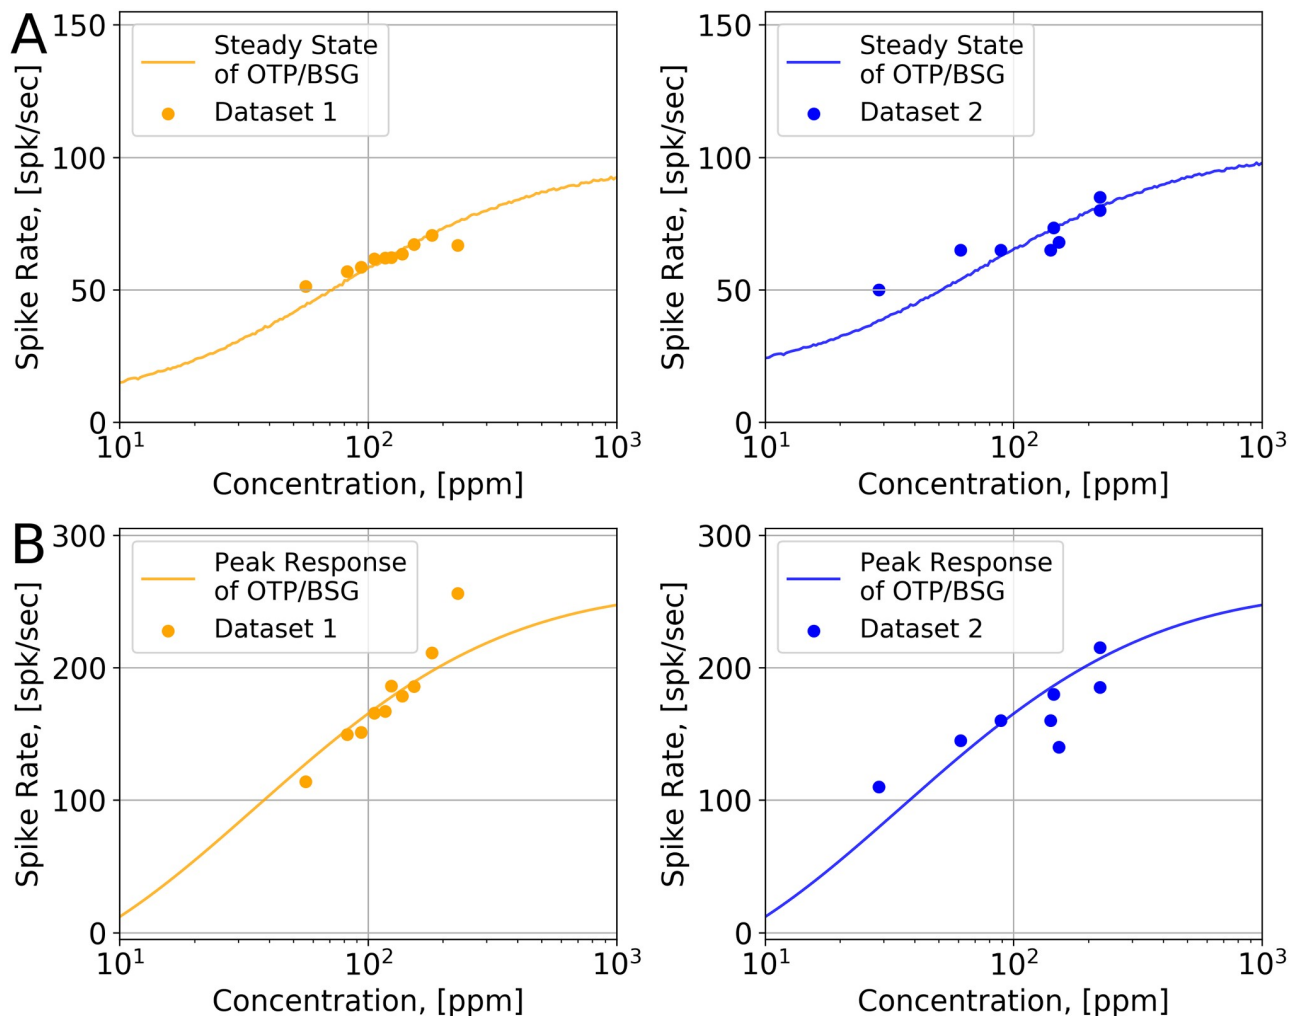 A
150
100
50
0
Spike Rate, [spk/sec]
Steady State
of OTP/BSG
Dataset 1
10¹ 10² 10³
Concentration, [ppm]
150
100
50
0
Spike Rate, [spk/sec]
Steady State
of OTP/BSG
Dataset 2
10¹ 10² 10³
Concentration, [ppm]
B
300
200
100
0
Spike Rate, [spk/sec]
Peak Response
of OTP/BSG
Dataset 1
10¹ 10² 10³
Concentration, [ppm]
300
200
100
0
Spike Rate, [spk/sec]
Peak Response
of OTP/BSG
Dataset 2
10¹ 10² 10³
Concentration, [ppm]